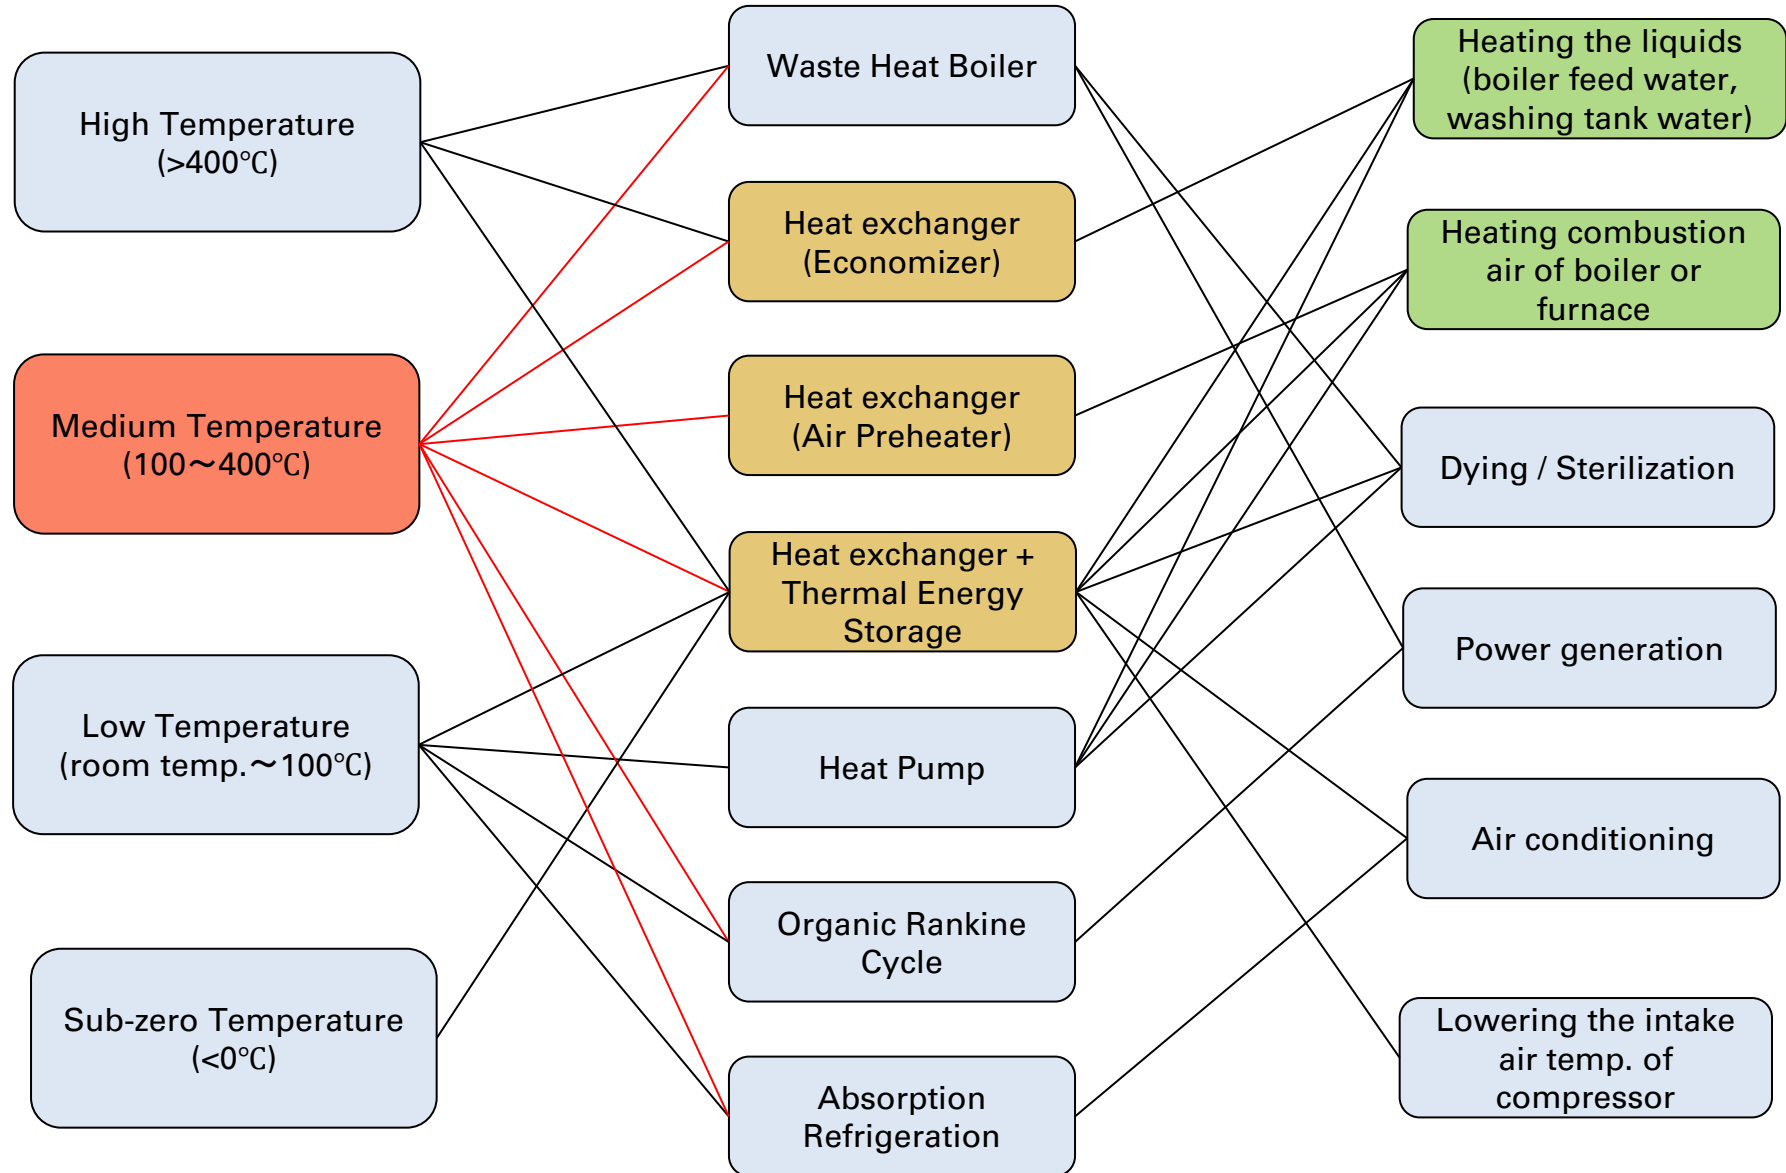 High Temperature
(>400℃)
Medium Temperature
(100～400℃)
Low Temperature
(room temp.～100℃)
Sub-zero Temperature
(<0℃)
Waste Heat Boiler
Heat exchanger
(Economizer)
Heat exchanger
(Air Preheater)
Heat exchanger +
Thermal Energy
Storage
Heat Pump
Organic Rankine
Cycle
Absorption
Refrigeration
Heating the liquids
(boiler feed water,
washing tank water)
Heating combustion
air of boiler or
furnace
Dying / Sterilization
Power generation
Air conditioning
Lowering the intake
air temp. of
compressor